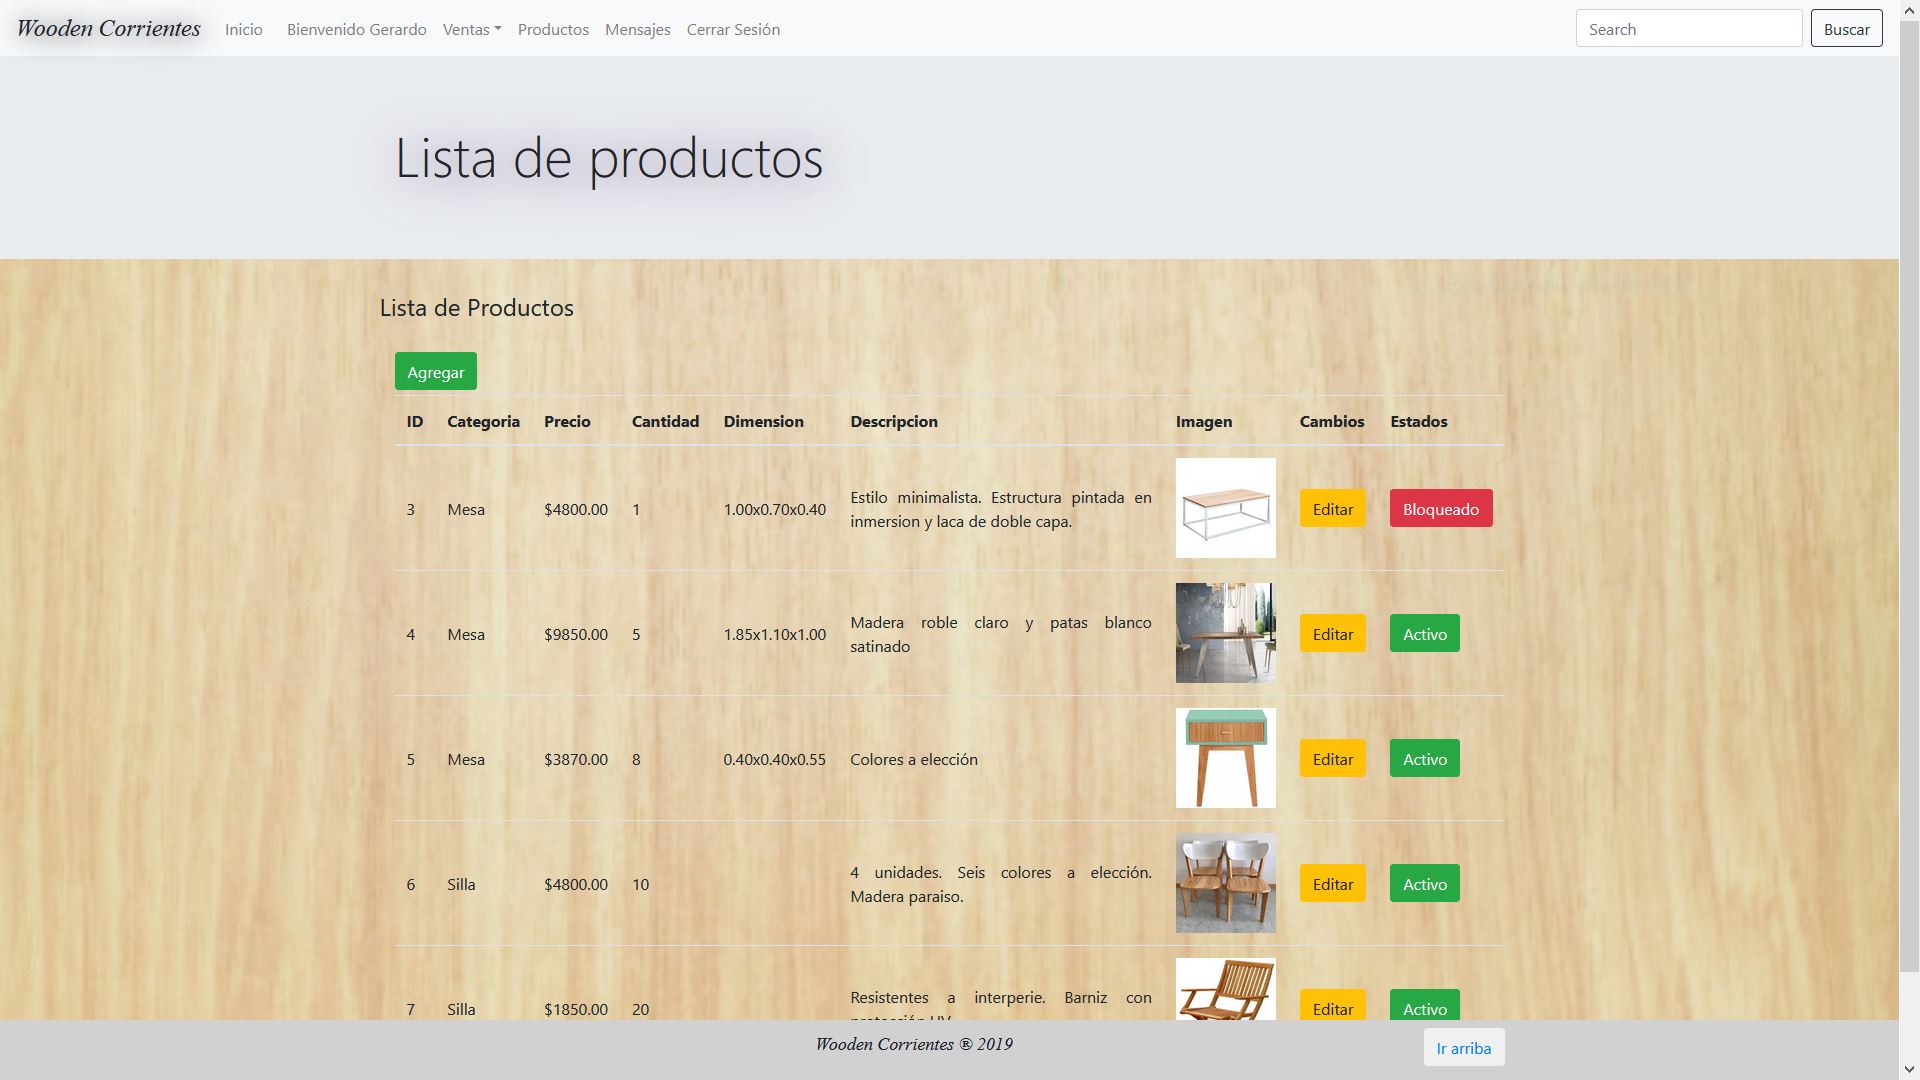 Wooden Corrientes Inicio Bienvenido Gerardo Ventas Productos Mensajes Cerrar Sesión Search Buscar
Lista de productos
Lista de Productos
Agregar
ID Categoria Precio Cantidad Dimension Descripcion Imagen Cambios Estados
3 Mesa $4800.00 1 1.00x0.70x0.40 Estilo minimalista. Estructura pintada en
inmersion y laca de doble capa. Editar Bloqueado
4 Mesa $9850.00 5 1.85x1.10x1.00 Madera roble claro y patas blanco
satinado Editar Activo
5 Mesa $3870.00 8 0.40x0.40x0.55 Colores a elección Editar Activo
6 Silla $4800.00 10 4 unidades. Seis colores a elección.
Madera paraiso. Editar Activo
7 Silla $1850.00 20 Resistentes a interperie. Barniz con
protección UV Editar Activo
Wooden Corrientes ® 2019 Ir arriba